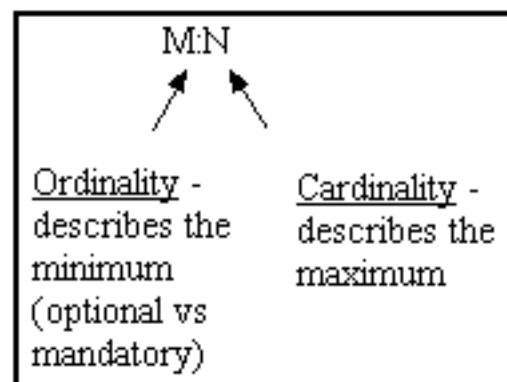 M:N
Ordinality -
describes the
minimum
(optional vs
mandatory)
Cardinality -
describes the
maximum